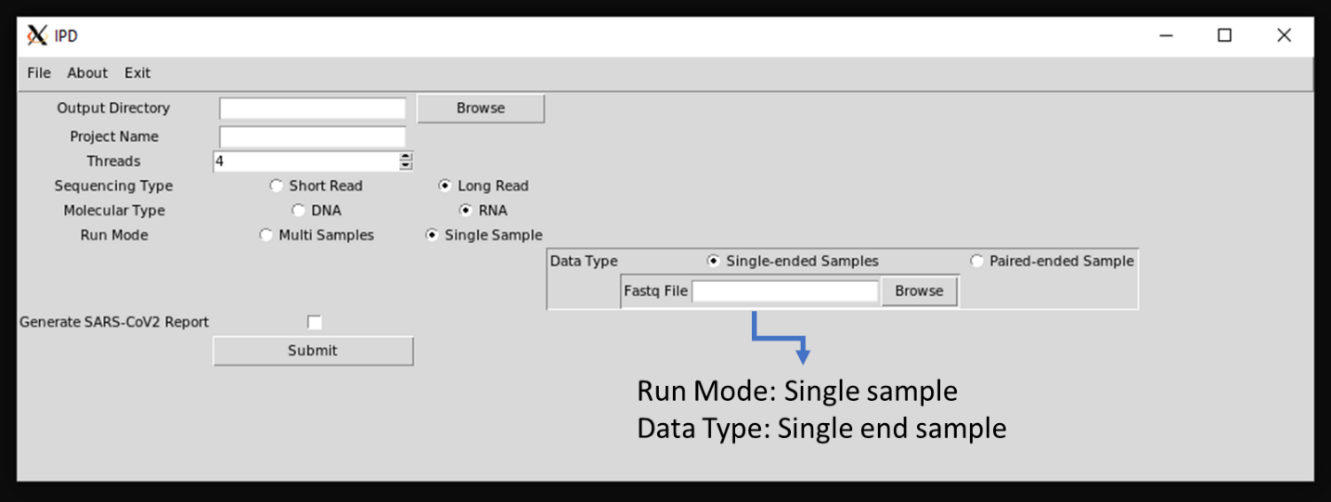 IPD
File About Exit
Output Directory Browse
Project Name
Threads 4
Sequencing Type Short Read Long Read
Molecular Type DNA RNA
Run Mode Multi Samples Single Sample
Data Type Single-ended Samples Paired-ended Sample
Fastq File Browse
Generate SARS-CoV2 Report
Submit
Run Mode: Single sample
Data Type: Single end sample